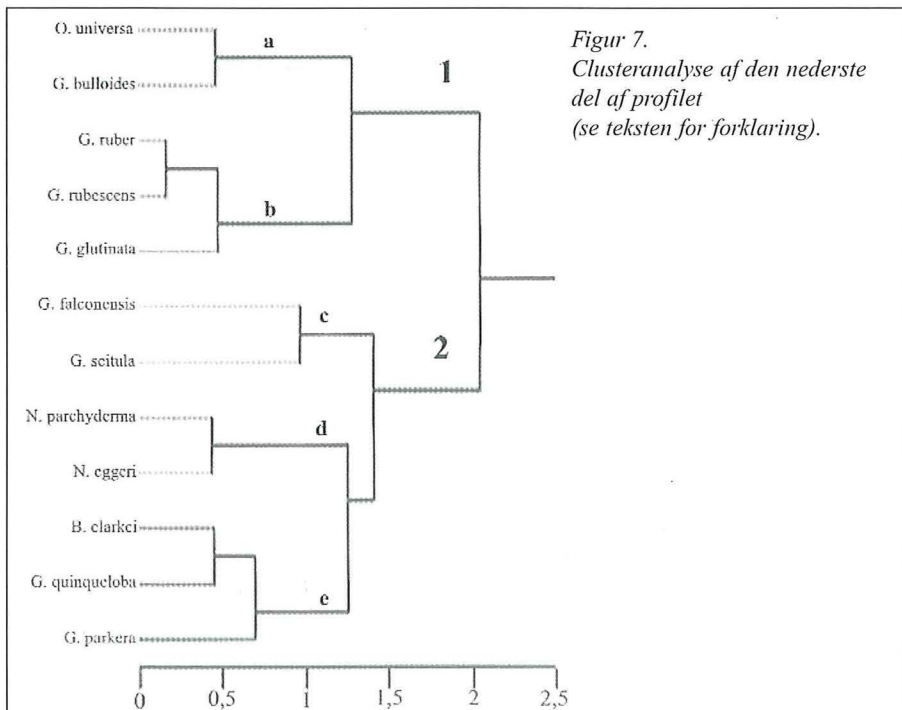 O. universa
G. bulloides
G. ruber
G. rubescens
G. glutinata
G. falconensis
G. scitula
N. parchyderma
N. eggeri
B. clarkei
G. quinqueloba
G. parkera
a
b
c
d
e
1
2
0 0,5 1 1,5 2 2,5
Figur 7.
Clusteranalyse af den nederste
del af profilet
(se teksten for forklaring).